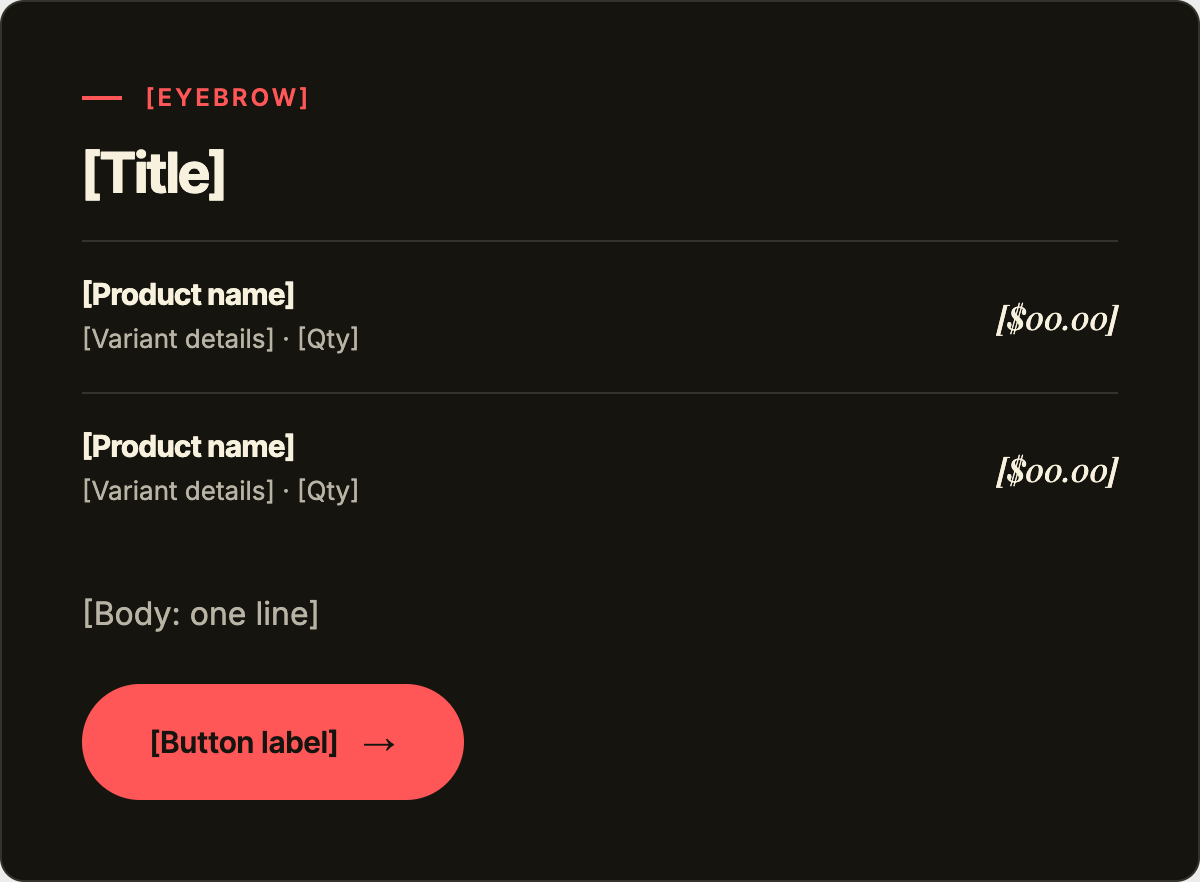 [EYEBROW]
[Title]
[Product name]
[Variant details] · [Qty]
[$00.00]
[Product name]
[Variant details] · [Qty]
[$00.00]
[Body: one line]
[Button label] →